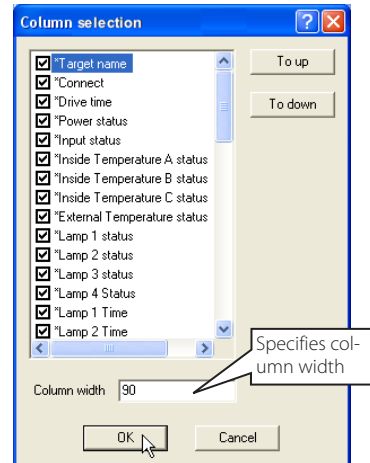 Column selection
*Target name
*Connect
*Drive time
*Power status
*Input status
*Inside Temperature A status
*Inside Temperature B status
*Inside Temperature C status
*External Temperature status
*Lamp 1 status
*Lamp 2 status
*Lamp 3 status
*Lamp 4 Status
*Lamp 1 Time
*Lamp 2 Time
To up
To down
Specifies col-
umn width
Column width 90
OK Cancel